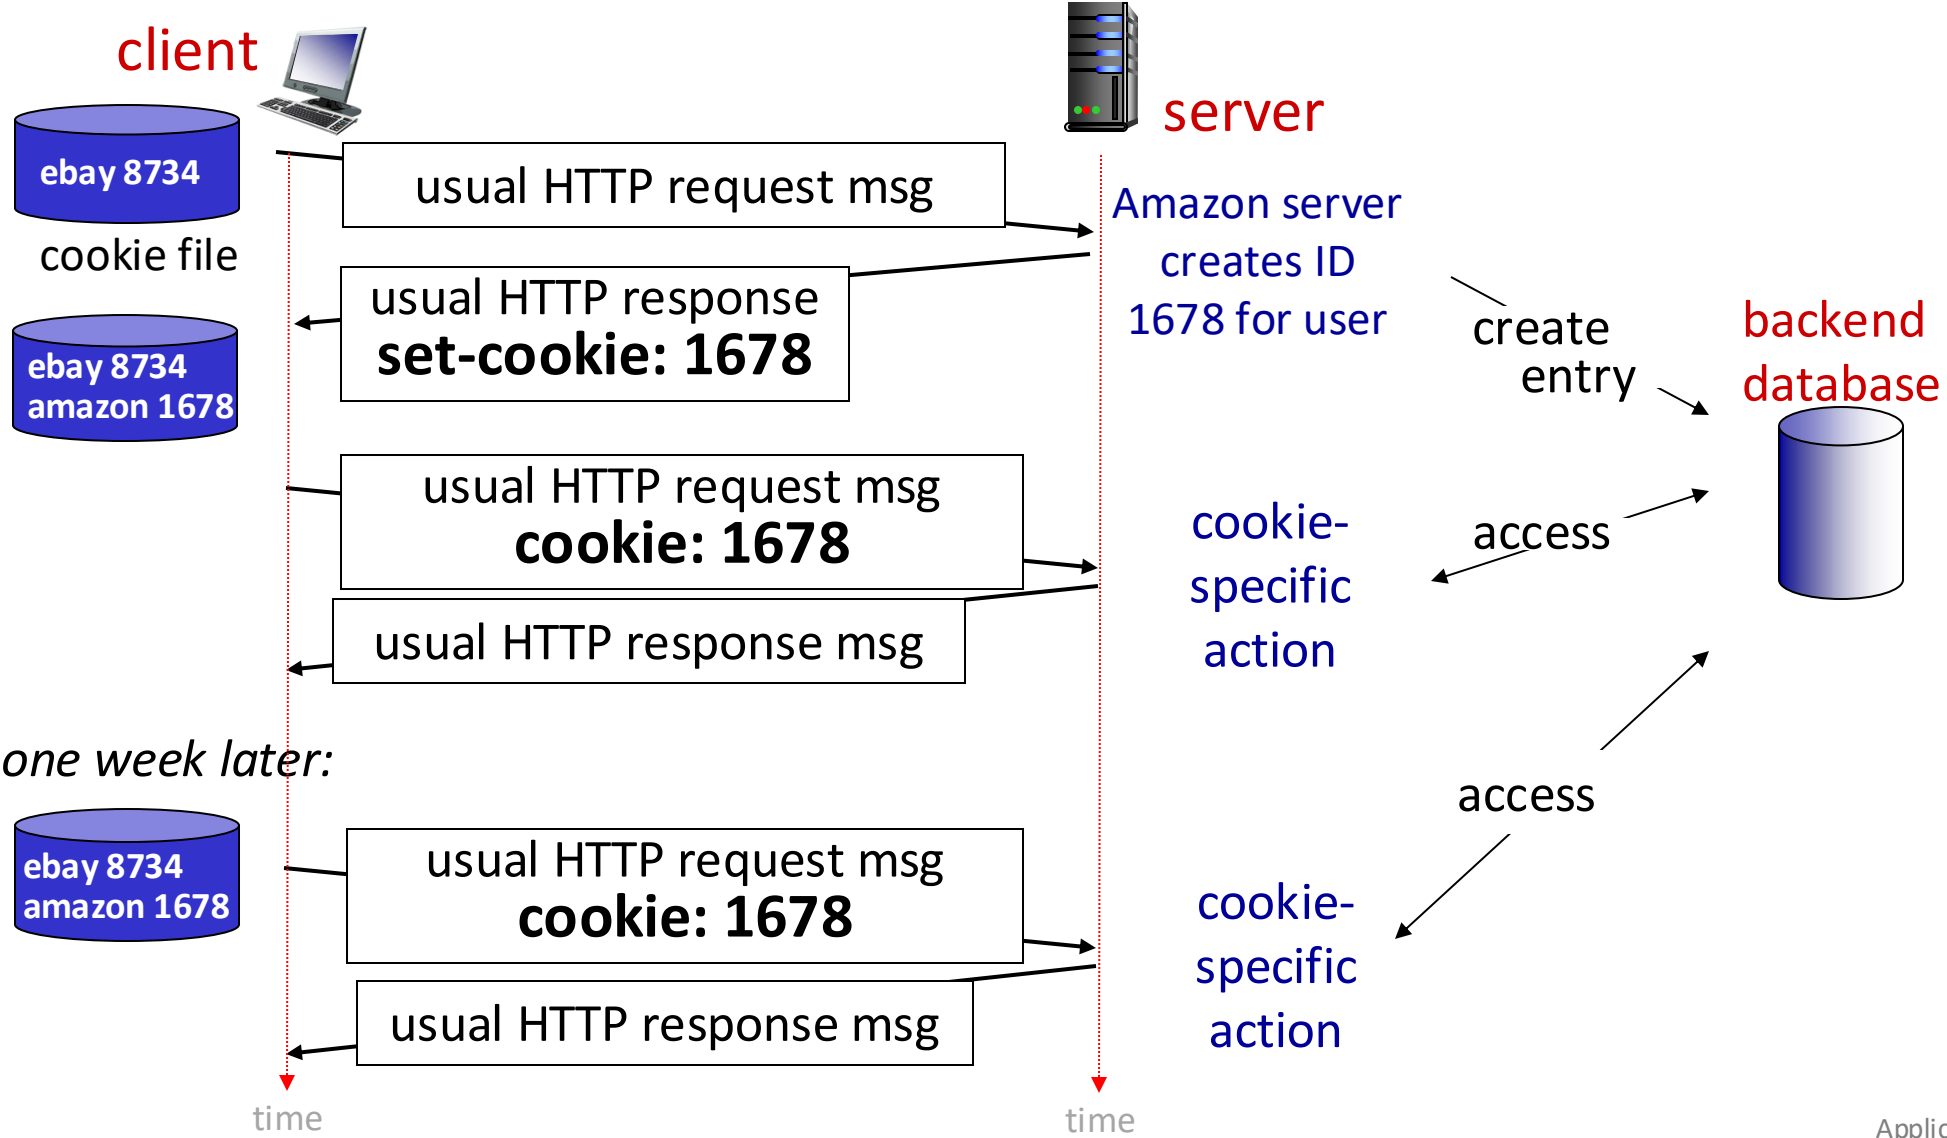 client
server
ebay 8734
cookie file
usual HTTP request msg
Amazon server
creates ID
1678 for user
usual HTTP response
set-cookie: 1678
ebay 8734
amazon 1678
create
entry
backend
database
usual HTTP request msg
cookie: 1678
cookie-
specific
action
access
usual HTTP response msg
one week later:
access
ebay 8734
amazon 1678
usual HTTP request msg
cookie: 1678
cookie-
specific
action
usual HTTP response msg
time
time